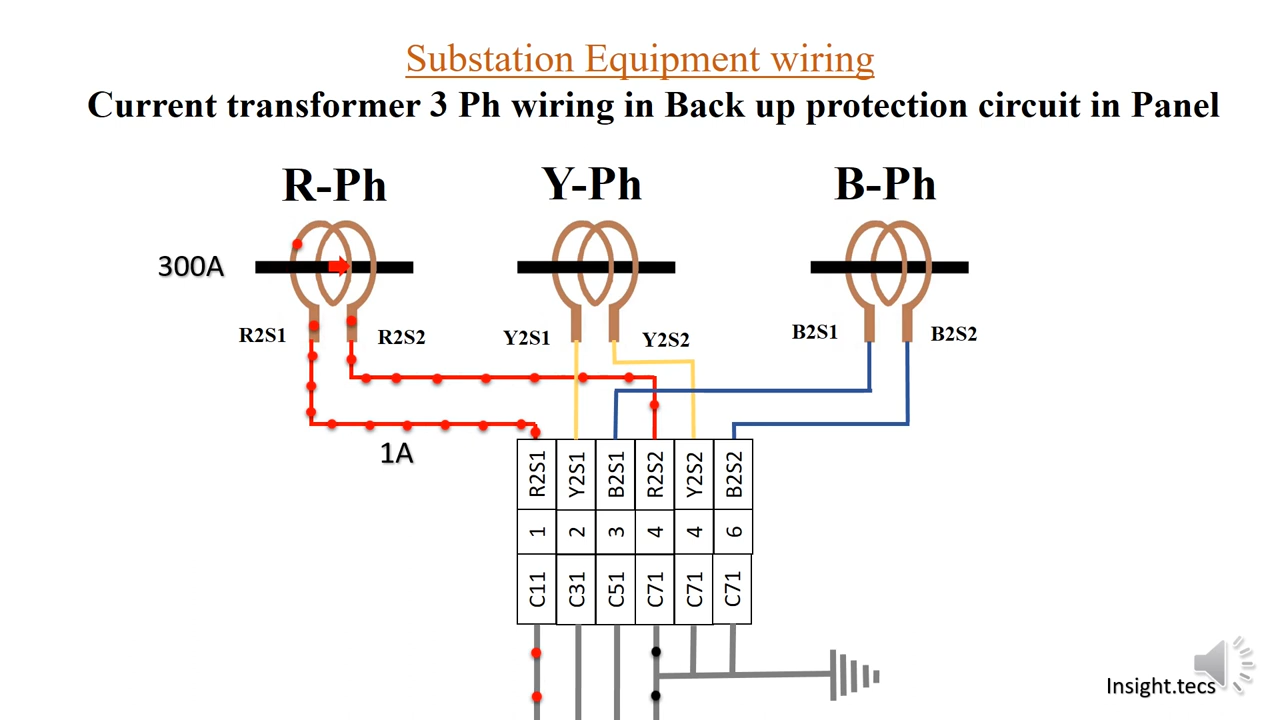 Substation Equipment wiring
Current transformer 3 Ph wiring in Back up protection circuit in Panel
R-Ph
Y-Ph
B-Ph
300A
R2S1
R2S2
Y2S1
Y2S2
B2S1
B2S2
1A
R2S1
Y2S1
B2S1
R2S2
Y2S2
B2S2
1
2
3
4
4
6
C11
C31
C51
C71
C71
C71
Insight.tecs